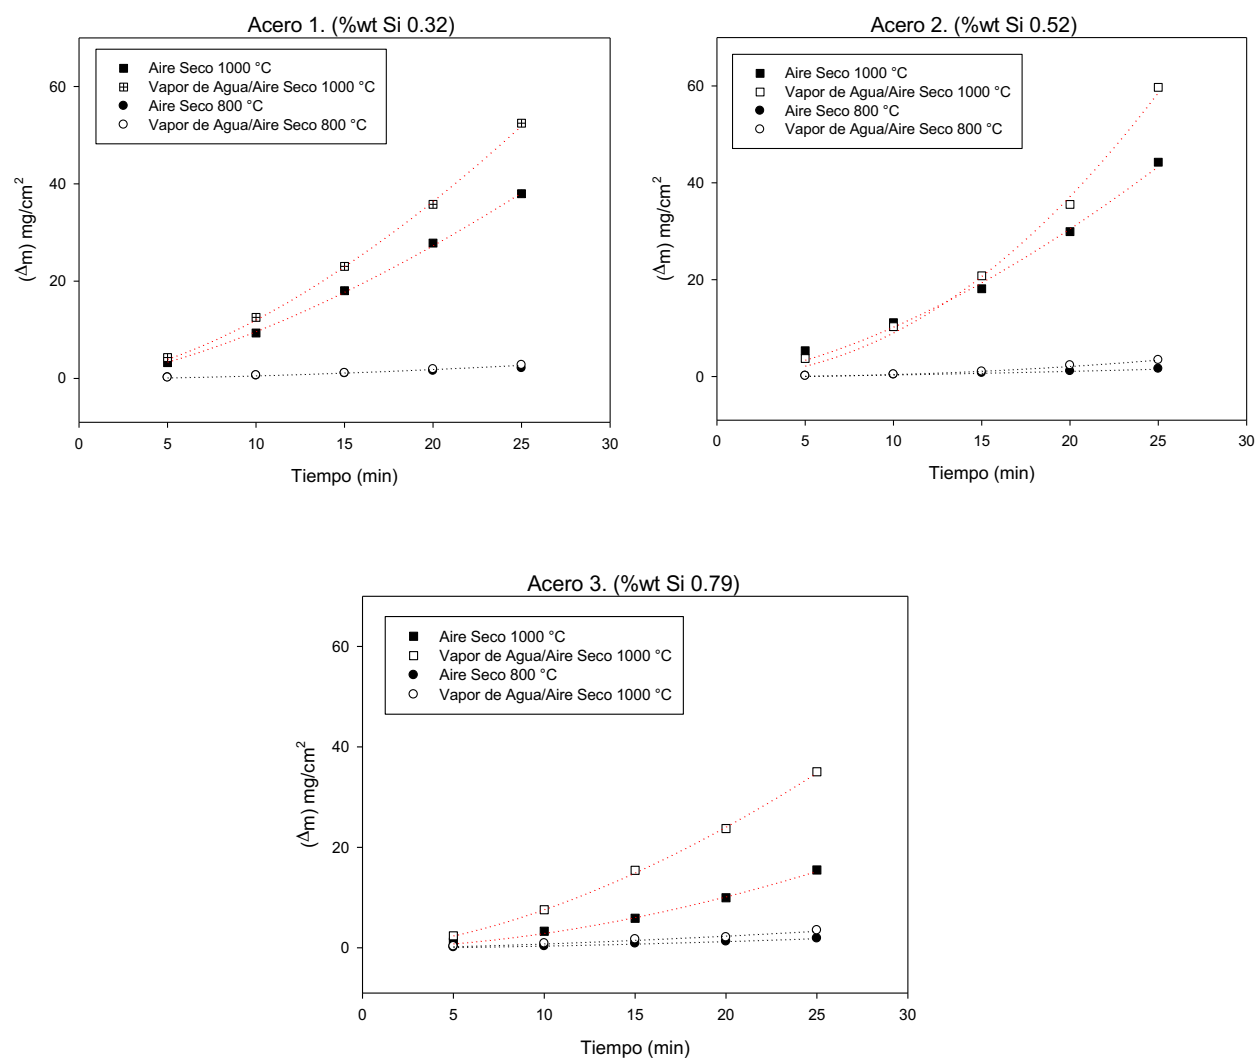 Acero 1. (%wt Si 0.32)
Aire Seco 1000 °C
Vapor de Agua/Aire Seco 1000 °C
Aire Seco 800 °C
Vapor de Agua/Aire Seco 800 °C
60
40
20
0
(Δm) mg/cm²
0 5 10 15 20 25 30
Tiempo (min)
Acero 2. (%wt Si 0.52)
Aire Seco 1000 °C
Vapor de Agua/Aire Seco 1000 °C
Aire Seco 800 °C
Vapor de Agua/Aire Seco 800 °C
60
40
20
0
(Δm) mg/cm²
0 5 10 15 20 25 30
Tiempo (min)
Acero 3. (%wt Si 0.79)
Aire Seco 1000 °C
Vapor de Agua/Aire Seco 1000 °C
Aire Seco 800 °C
Vapor de Agua/Aire Seco 1000 °C
60
40
20
0
(Δm) mg/cm²
0 5 10 15 20 25 30
Tiempo (min)